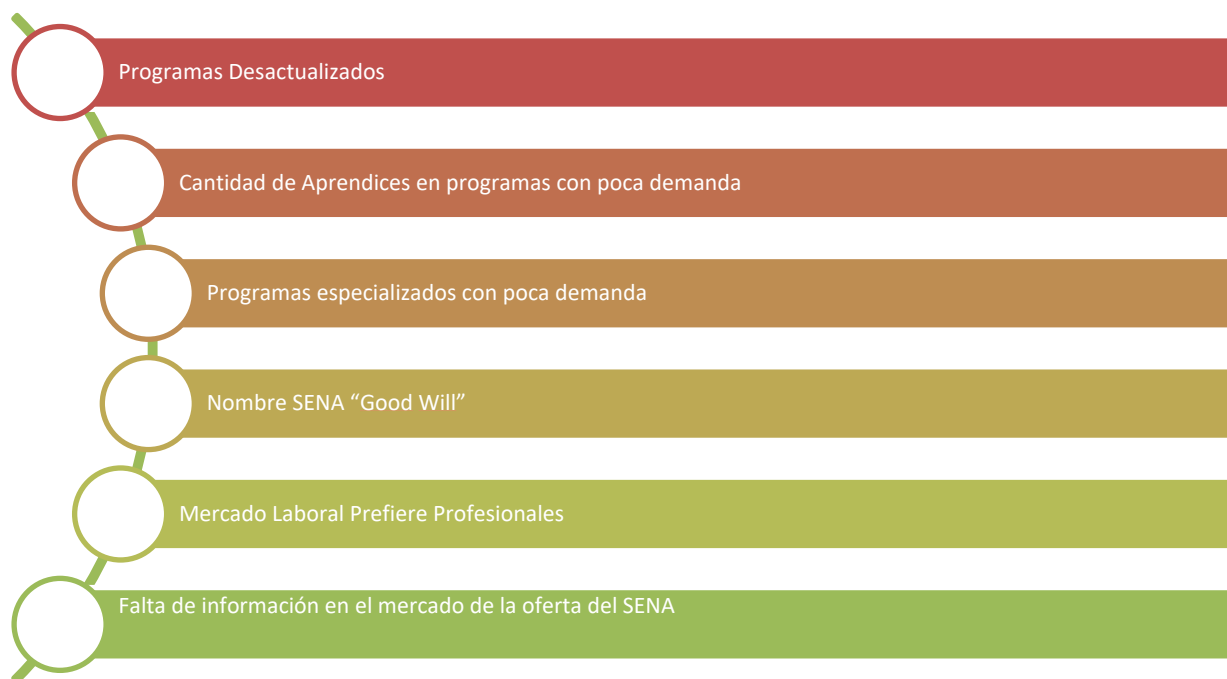 Programas Desactualizados
Cantidad de Aprendices en programas con poca demanda
Programas especializados con poca demanda
Nombre SENA “Good Will”
Mercado Laboral Prefiere Profesionales
Falta de información en el mercado de la oferta del SENA